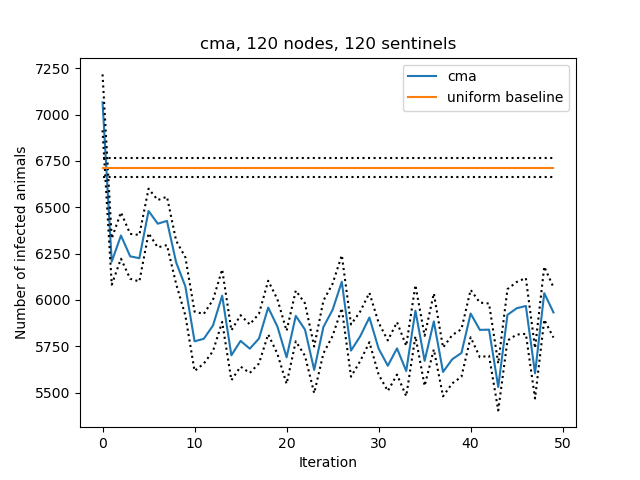 cma, 120 nodes, 120 sentinels
cma
uniform baseline
Number of infected animals
7250
7000
6750
6500
6250
6000
5750
5500
0 10 20 30 40 50
Iteration